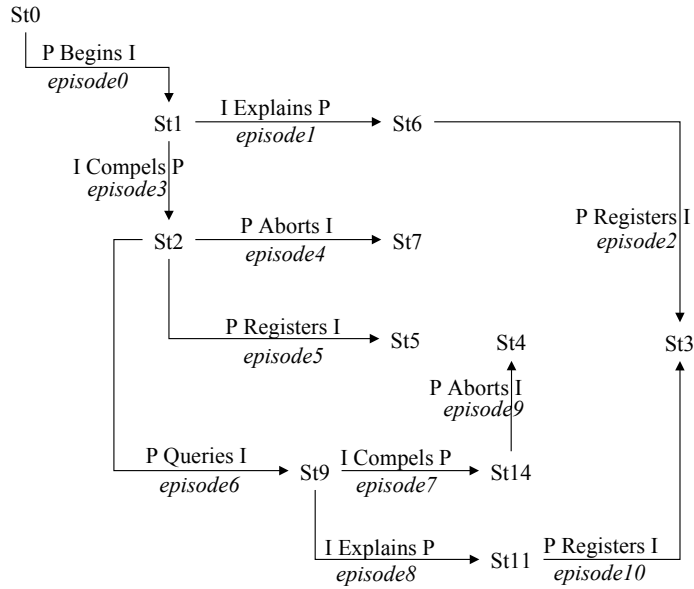 St0
P Begins I
episode0
St1
I Explains P
episode1
St6
I Compels P
episode3
P Registers I
episode2
St2
P Aborts I
episode4
St7
P Registers I
episode5
St5
St4
St3
P Aborts I
episode9
P Queries I
episode6
St9
I Compels P
episode7
St14
I Explains P
episode8
St11
P Registers I
episode10